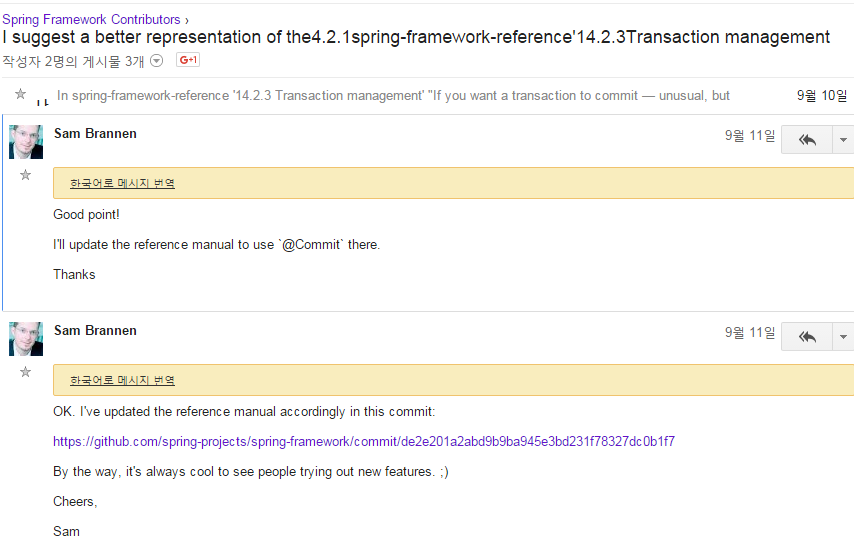 Spring Framework Contributors ›
I suggest a better representation of the4.2.1spring-framework-reference'14.2.3Transaction management
작성자 2명의 게시물 3개 G+1
In spring-framework-reference '14.2.3 Transaction management' "If you want a transaction to commit — unusual, but 9월 10일
Sam Brannen 9월 11일
한국어로 메시지 번역
Good point!
I'll update the reference manual to use `@Commit` there.
Thanks
Sam Brannen 9월 11일
한국어로 메시지 번역
OK. I've updated the reference manual accordingly in this commit:
https://github.com/spring-projects/spring-framework/commit/de2e201a2abd9b9ba945e3bd231f78327dc0b1f7
By the way, it's always cool to see people trying out new features. ;)
Cheers,
Sam